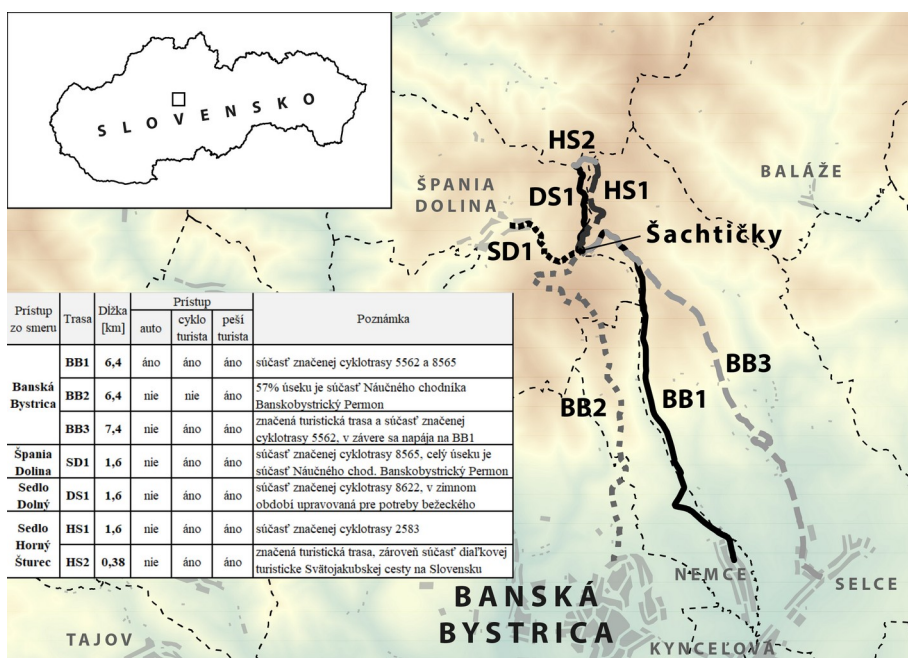 SLOVENSKO
HS2
ŠPANIA
DOLINA
DS1
HS1
BALÁŽE
Šachtičky
SD1
BB3
BB2
BB1
NEMCE
SELCE
BANSKÁ
BYSTRICA
TAJOV
KYNCEĽOVÁ
Prístup zo smeru Trasa Dĺžka [km] Prístup Poznámka
auto cyklo turista peší turista
Banská Bystrica BB1 6,4 áno áno áno súčasť značenej cyklotrasy 5562 a 8565
BB2 6,4 nie nie áno 57% úseku je súčasť Náučného chodníka
Banskobystrický Permon
BB3 7,4 nie áno áno značená turistická trasa a súčasť značenej
cyklotrasy 5562, v závere sa napája na BB1
Špania Dolina SD1 1,6 nie áno áno súčasť značenej cyklotrasy 8565, celý úseku je
súčasť Náučného chod. Banskobystrický Permon
Sedlo Dolný DS1 1,6 nie áno áno súčasť značenej cyklotrasy 8622, v zimnom
období upravovaná pre potreby bežeckého
Sedlo Horný Šturec HS1 1,6 nie áno áno súčasť značenej cyklotrasy 2583
HS2 0,38 nie áno áno značená turistická trasa, zároveň súčasť diaľkovej
turisticke Svätojakubskej cesty na Slovensku